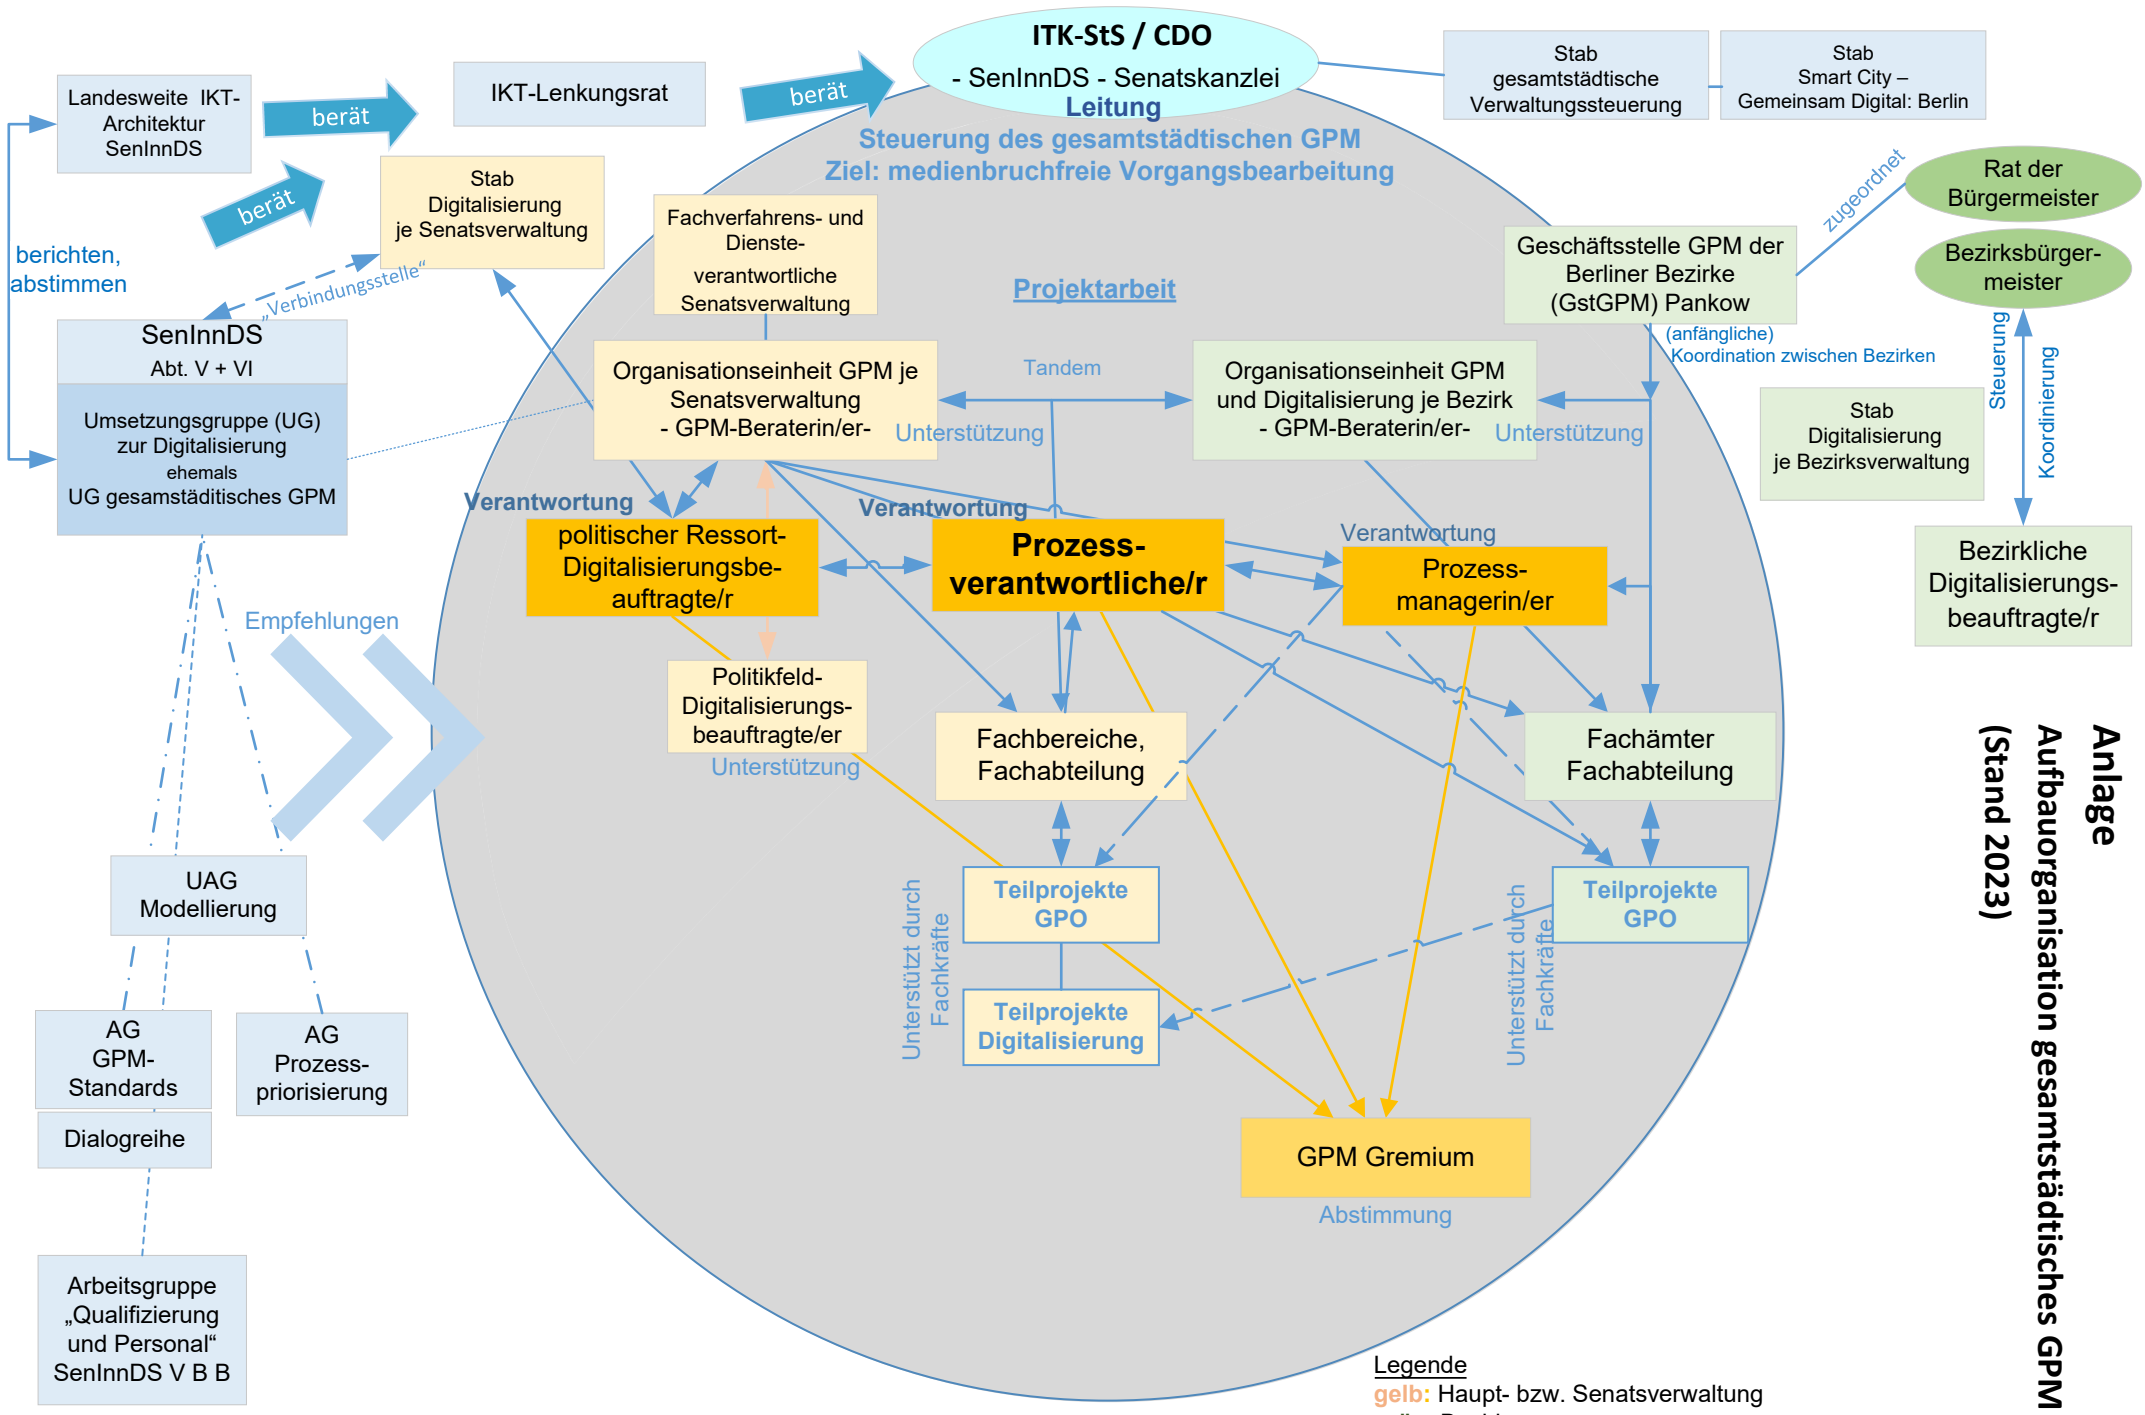 ITK-StS / CDO
- SenInnDS - Senatskanzlei
Leitung
Steuerung des gesamtstädtischen GPM
Ziel: medienbruchfreie Vorgangsbearbeitung
Landesweite IKT-
Architektur
SenInnDS
berät
IKT-Lenkungsrat
berät
Stab
gesamtstädtische
Verwaltungssteuerung
Stab
Smart City –
Gemeinsam Digital: Berlin
berät
Stab
Digitalisierung
je Senatsverwaltung
berichten,
abstimmen
„Verbindungsstelle“
Fachverfahrens- und
Dienste-
verantwortliche
Senatsverwaltung
Projektarbeit
Geschäftsstelle GPM der
Berliner Bezirke
(GstGPM) Pankow
zugeordnet
Rat der
Bürgermeister
Bezirksbürger-
meister
(anfängliche)
Koordination zwischen Bezirken
Steuerung
Koordinierung
SenInnDS
Abt. V + VI
Umsetzungsgruppe (UG)
zur Digitalisierung
ehemals
UG gesamstäditisches GPM
Organisationseinheit GPM je
Senatsverwaltung
- GPM-Beraterin/er-
Tandem
Unterstützung
Organisationseinheit GPM
und Digitalisierung je Bezirk
- GPM-Beraterin/er-
Unterstützung
Stab
Digitalisierung
je Bezirksverwaltung
Verantwortung
politischer Ressort-
Digitalisierungsbe-
auftragte/r
Verantwortung
Prozess-
verantwortliche/r
Verantwortung
Prozess-
managerin/er
Bezirkliche
Digitalisierungs-
beauftragte/r
Empfehlungen
Politikfeld-
Digitalisierungs-
beauftragte/er
Unterstützung
Fachbereiche,
Fachabteilung
Fachämter
Fachabteilung
UAG
Modellierung
Teilprojekte
GPO
Unterstützt durch
Fachkräfte
Teilprojekte
GPO
Unterstützt durch
Fachkräfte
Teilprojekte
Digitalisierung
AG
GPM-
Standards
AG
Prozess-
priorisierung
Dialogreihe
GPM Gremium
Abstimmung
Arbeitsgruppe
„Qualifizierung
und Personal“
SenInnDS V B B
Anlage
Aufbauorganisation gesamtstädtisches GPM
(Stand 2023)
Legende
gelb: Haupt- bzw. Senatsverwaltung